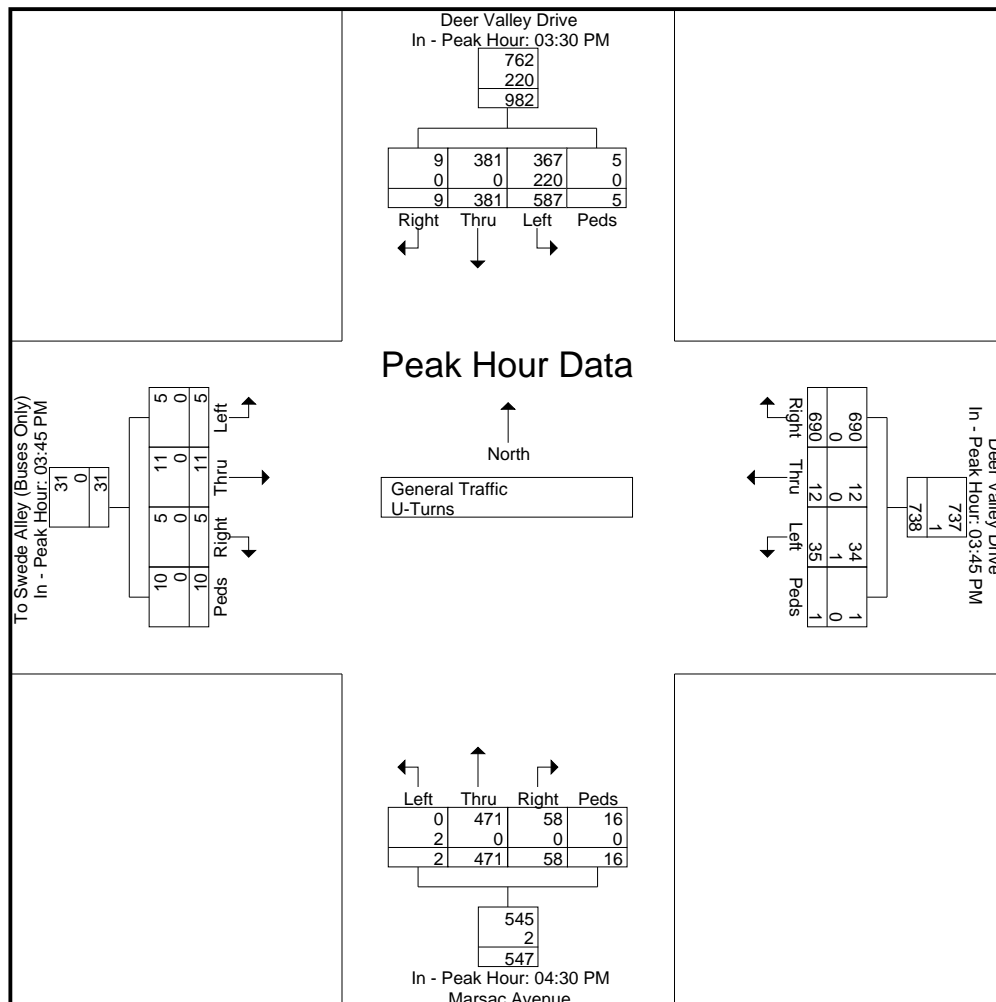 Deer Valley Drive
In - Peak Hour: 03:30 PM
762
220
982
9 381 367 5
0 0 220 0
9 381 587 5
Right Thru Left Peds
Peak Hour Data
North
General Traffic
U-Turns
To Swede Alley (Buses Only)
In - Peak Hour: 03:45 PM
31
0
31
5 11 5 10
0 0 0 0
5 11 5 10
Left Thru Right Peds
Deer Valley Drive
In - Peak Hour: 03:45 PM
737
1
738
690 12 34 1
0 0 1 0
690 12 35 1
Right Thru Left Peds
Left Thru Right Peds
0 471 58 16
2 0 0 0
2 471 58 16
545
2
547
In - Peak Hour: 04:30 PM
Marsac Avenue